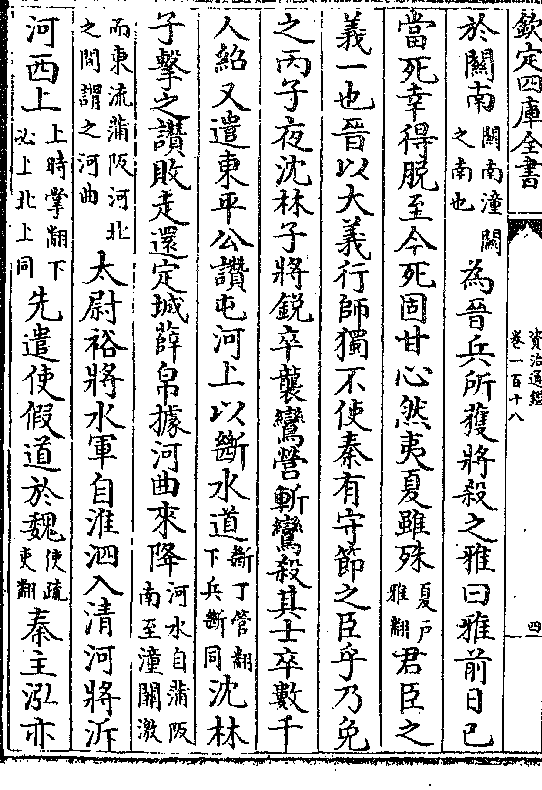 欽定四庫全書
資治通鑑
卷一百十八
四
於關南關南潼關之南也為晉兵所獲將殺之雅曰雅前日已
當死幸得脫至今死固甘心然夷夏雖殊夏戶雅翻君臣之
義一也晉以大義行師獨不使秦有守節之臣乎乃免
之丙子夜沈林子將銳卒襲鸞營斬鸞殺其士卒數千
人紹又遣東平公讚屯河上以斷水道斷丁管翻下兵斷同沈林
子擊之讚敗走還定城薛帛據河曲來降河水自蒲阪南至潼關激
而東流蒲阪河北之間謂之河曲太尉裕將水軍自淮泗入清河將泝
河西上上時掌翻下必上北上同先遣使假道於魏使疏吏翻秦主泓亦